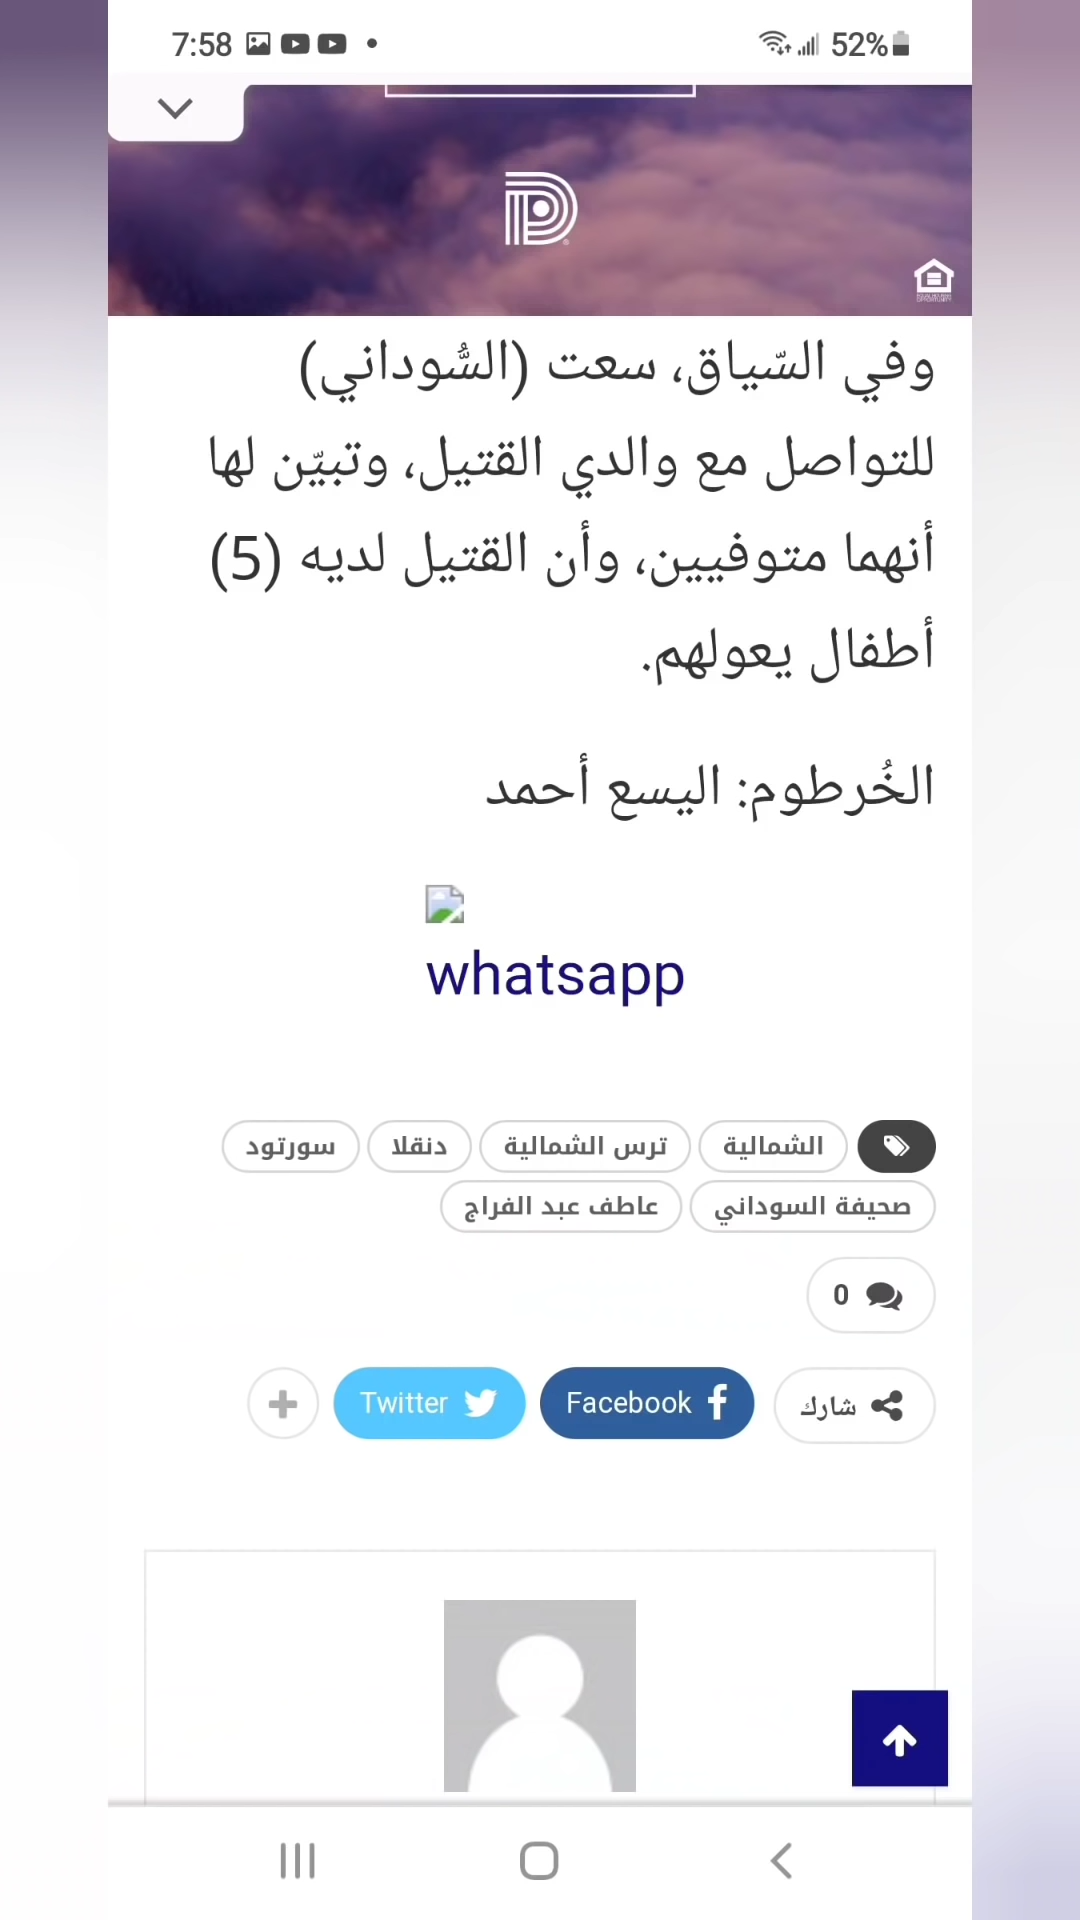 7:58
52%
وفي السّياق، سعت (السُّوداني)
للتواصل مع والدي القتيل، وتبيّن لها
أنهما متوفيين، وأن القتيل لديه (5)
أطفال يعولهم.
الخُرطوم: اليسع أحمد
whatsapp
الشمالية ترس الشمالية دنقلا سورتود
صحيفة السوداني عاطف عبد الفراج
0
شارك Facebook Twitter